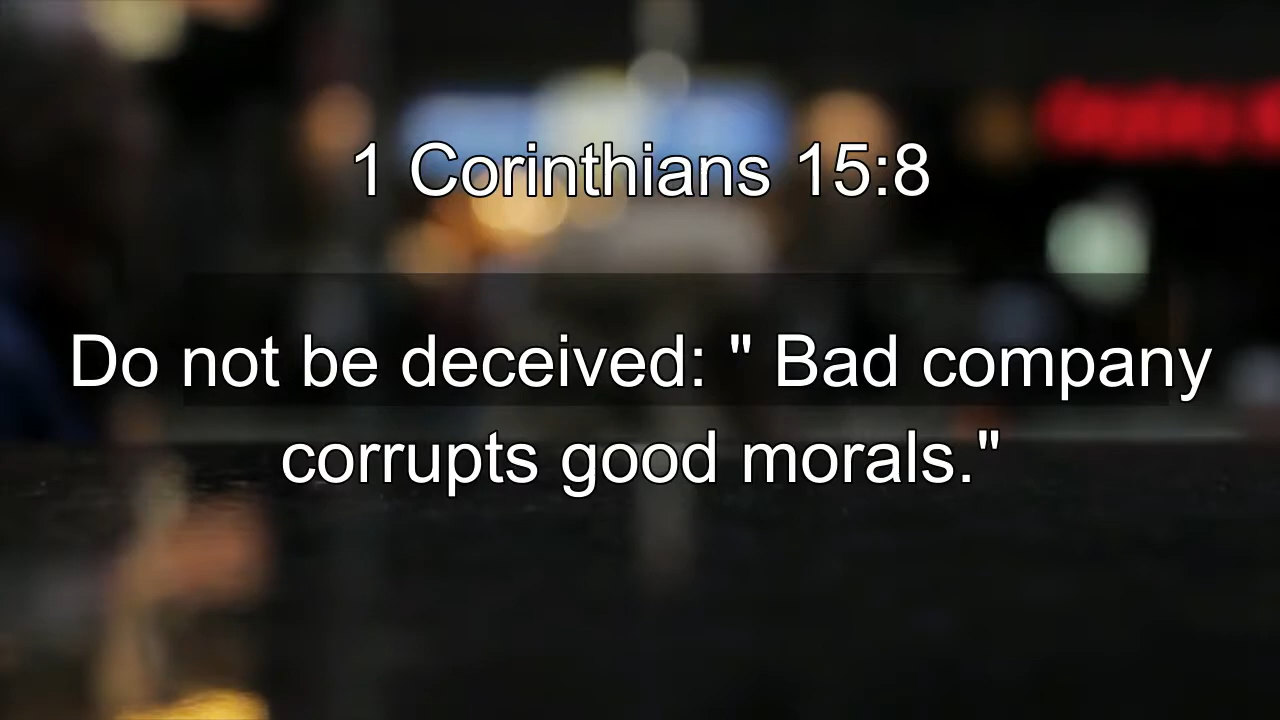 1 Corinthians 15:8
Do not be deceived: " Bad company
corrupts good morals."